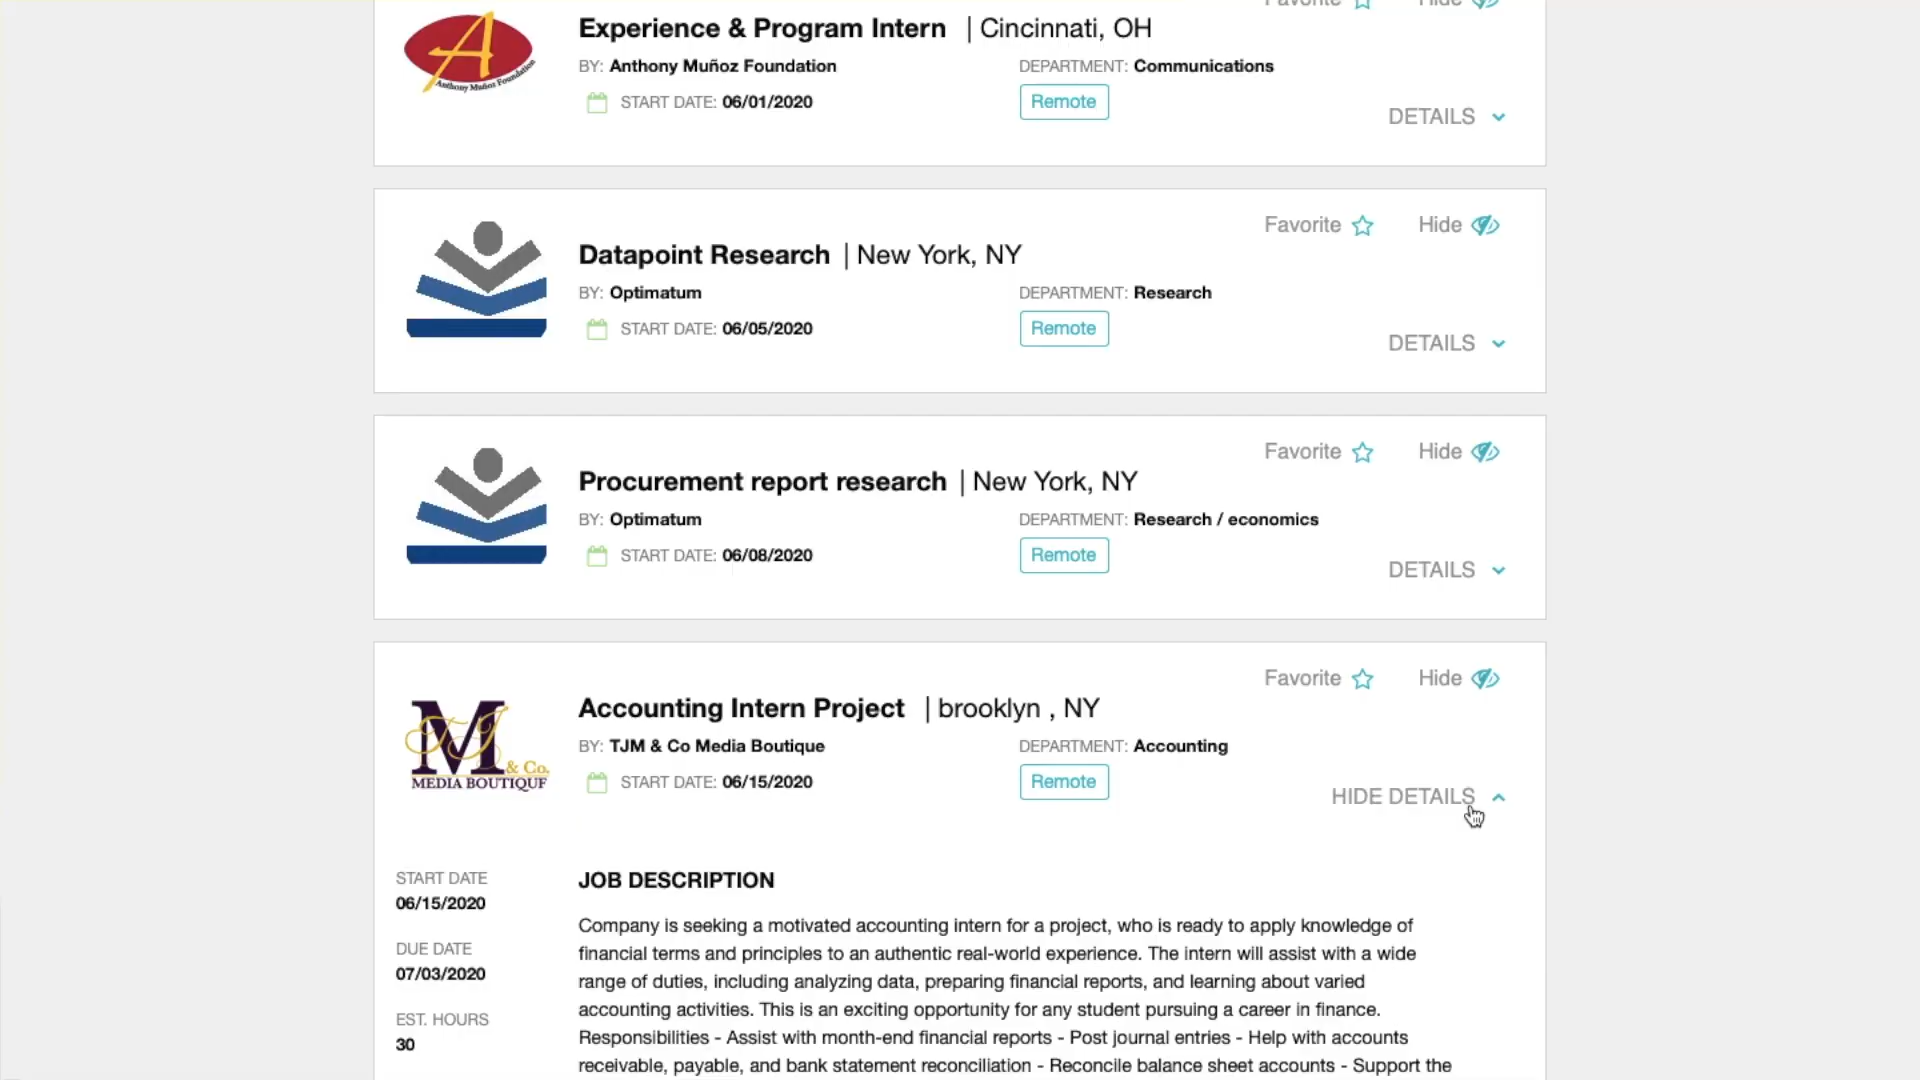 Favorite Hide
Experience & Program Intern | Cincinnati, OH
BY: Anthony Muñoz Foundation DEPARTMENT: Communications
START DATE: 06/01/2020 Remote
DETAILS
A
Anthony Muñoz Foundation
Favorite Hide
Datapoint Research | New York, NY
BY: Optimatum DEPARTMENT: Research
START DATE: 06/05/2020 Remote
DETAILS
Favorite Hide
Procurement report research | New York, NY
BY: Optimatum DEPARTMENT: Research / economics
START DATE: 06/08/2020 Remote
DETAILS
Favorite Hide
Accounting Intern Project | brooklyn , NY
BY: TJM & Co Media Boutique DEPARTMENT: Accounting
START DATE: 06/15/2020 Remote
HIDE DETAILS
TJM & Co.
MEDIA BOUTIQUE
START DATE
06/15/2020
DUE DATE
07/03/2020
EST. HOURS
30
JOB DESCRIPTION
Company is seeking a motivated accounting intern for a project, who is ready to apply knowledge of
financial terms and principles to an authentic real-world experience. The intern will assist with a wide
range of duties, including analyzing data, preparing financial reports, and learning about varied
accounting activities. This is an exciting opportunity for any student pursuing a career in finance.
Responsibilities - Assist with month-end financial reports - Post journal entries - Help with accounts
receivable, payable, and bank statement reconciliation - Reconcile balance sheet accounts - Support the